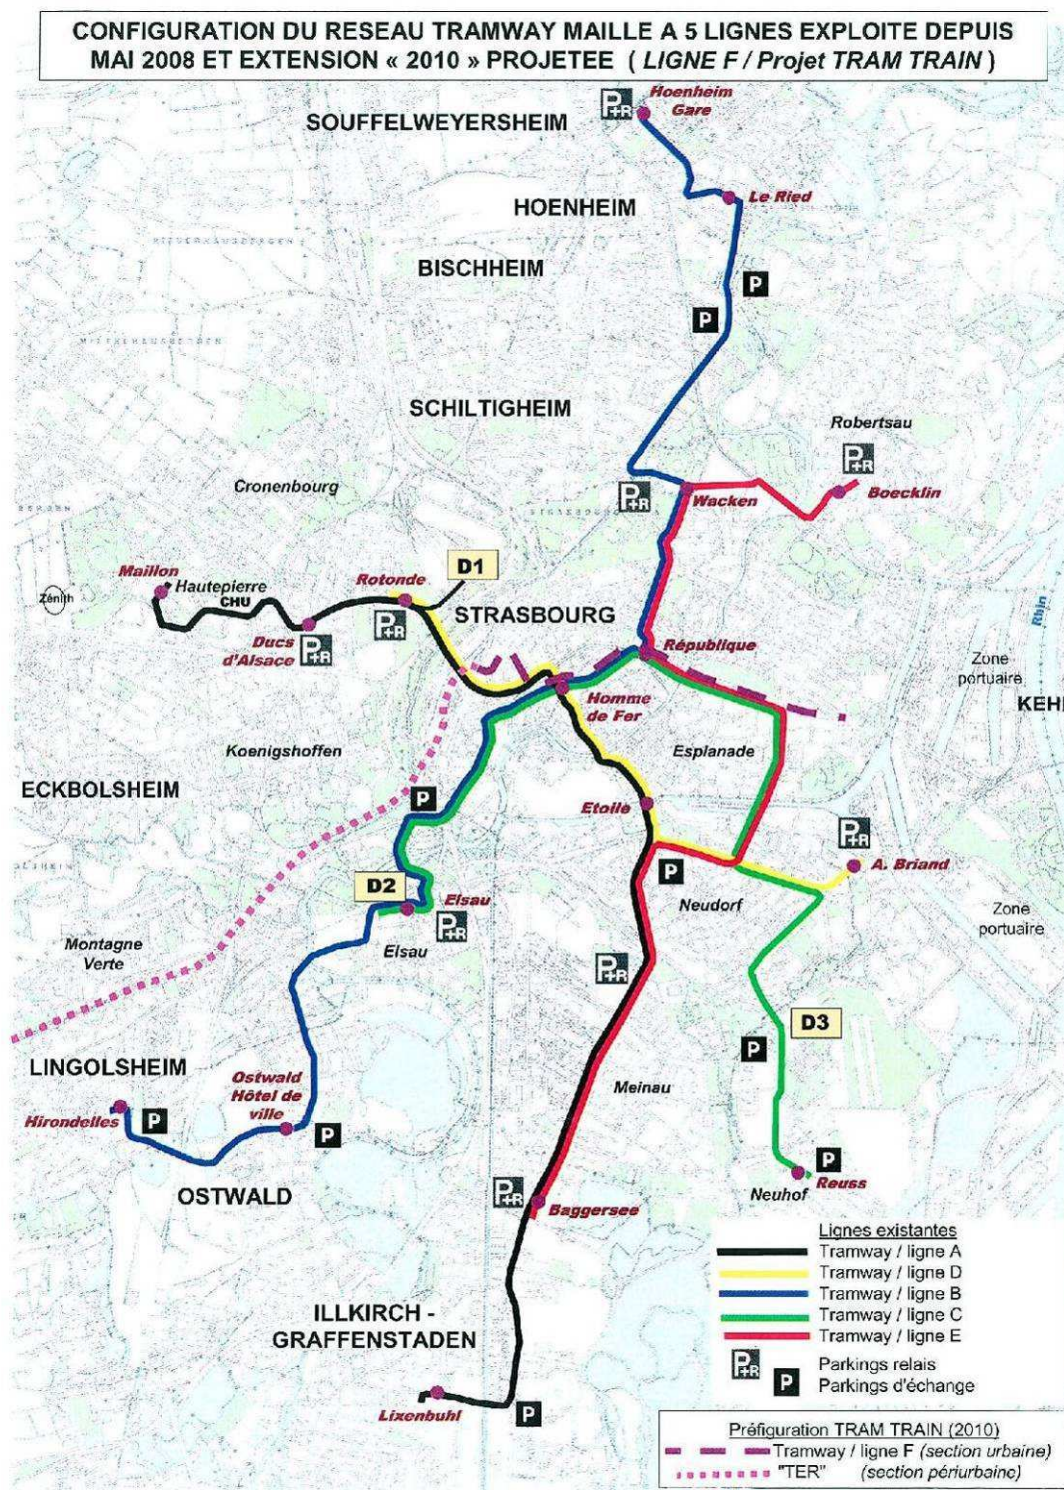 CONFIGURATION DU RESEAU TRAMWAY MAILLE A 5 LIGNES EXPLOITE DEPUIS
MAI 2008 ET EXTENSION « 2010 » PROJETEE ( LIGNE F / Projet TRAM TRAIN )
Hoenheim
Gare
P+R
SOUFFELWEYERSHEIM
Le Ried
HOENHEIM
BISCHHEIM
P
P
SCHILTIGHEIM
Robertsau
P+R
Cronenbourg
P+R
Wacken
Boecklin
D1
Maillon
Hautepierre
CHU
Rotonde
Zénith
STRASBOURG
Rhin
P+R
Ducs
d'Alsace
P+R
République
Zone
portuaire
Homme
de Fer
KEHL
Koenigshoffen
Esplanade
ECKBOLSHEIM
P
Etoile
P+R
A. Briand
P
D2
Elsau
Neudorf
P+R
Zone
portuaire
Montagne
Verte
Elsau
P+R
D3
P
LINGOLSHEIM
Ostwald
Hôtel de
ville
Meinau
Hirondelles
P
P
P
Neuhof
Reuss
OSTWALD
P+R
Baggersee
Lignes existantes
Tramway / ligne A
Tramway / ligne D
Tramway / ligne B
Tramway / ligne C
Tramway / ligne E
ILLKIRCH -
GRAFFENSTADEN
P+R
Parkings relais
P
Parkings d'échange
Lixenbuhl
P
Préfiguration TRAM TRAIN (2010)
Tramway / ligne F (section urbaine)
"TER" (section périurbaine)